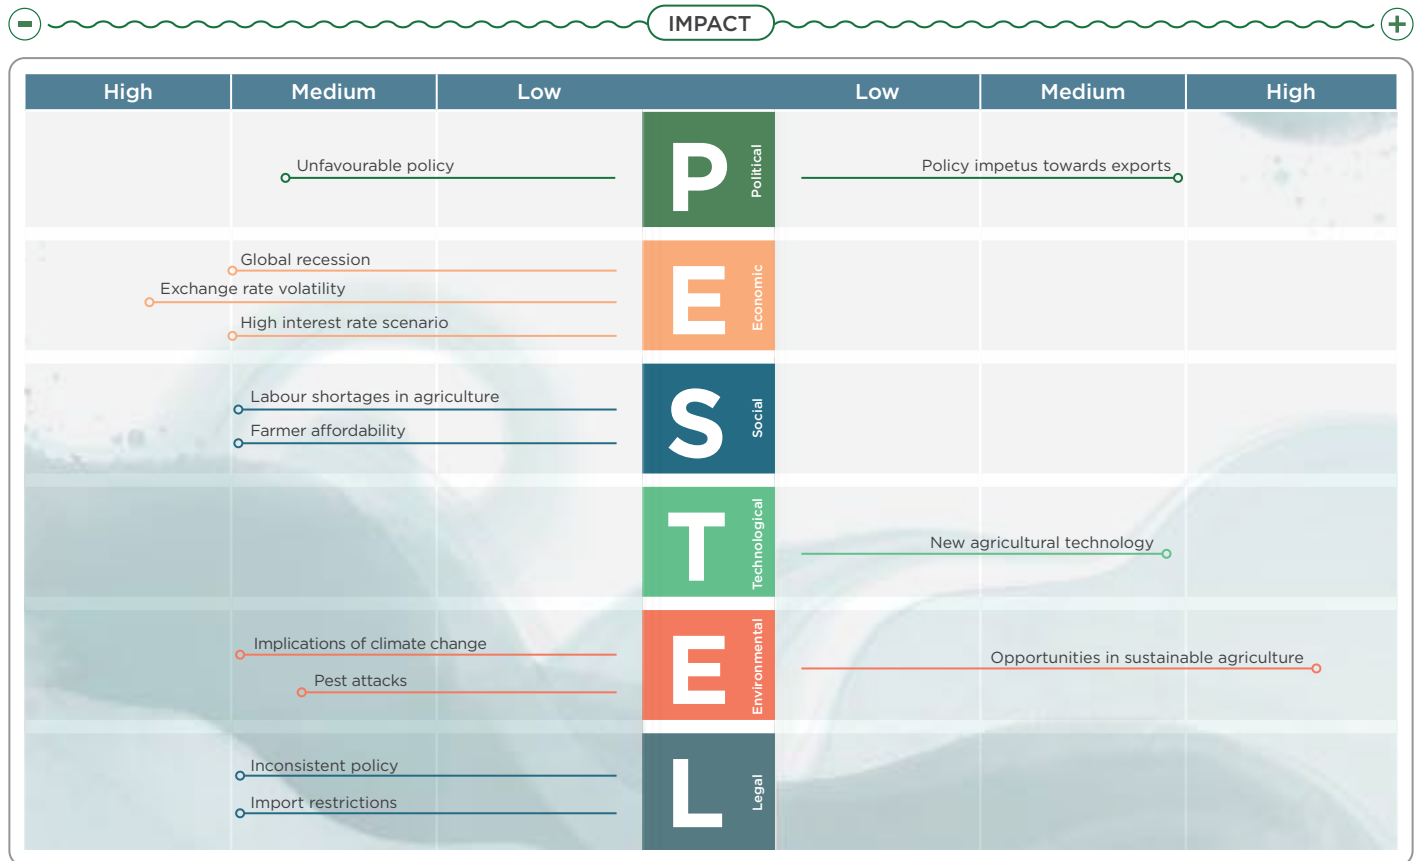 IMPACT
High
Medium
Low
Low
Medium
High
P
Political
Unfavourable policy
Policy impetus towards exports
E
Economic
Global recession
Exchange rate volatility
High interest rate scenario
S
Social
Labour shortages in agriculture
Farmer affordability
T
Technological
New agricultural technology
E
Environmental
Implications of climate change
Pest attacks
Opportunities in sustainable agriculture
L
Legal
Inconsistent policy
Import restrictions